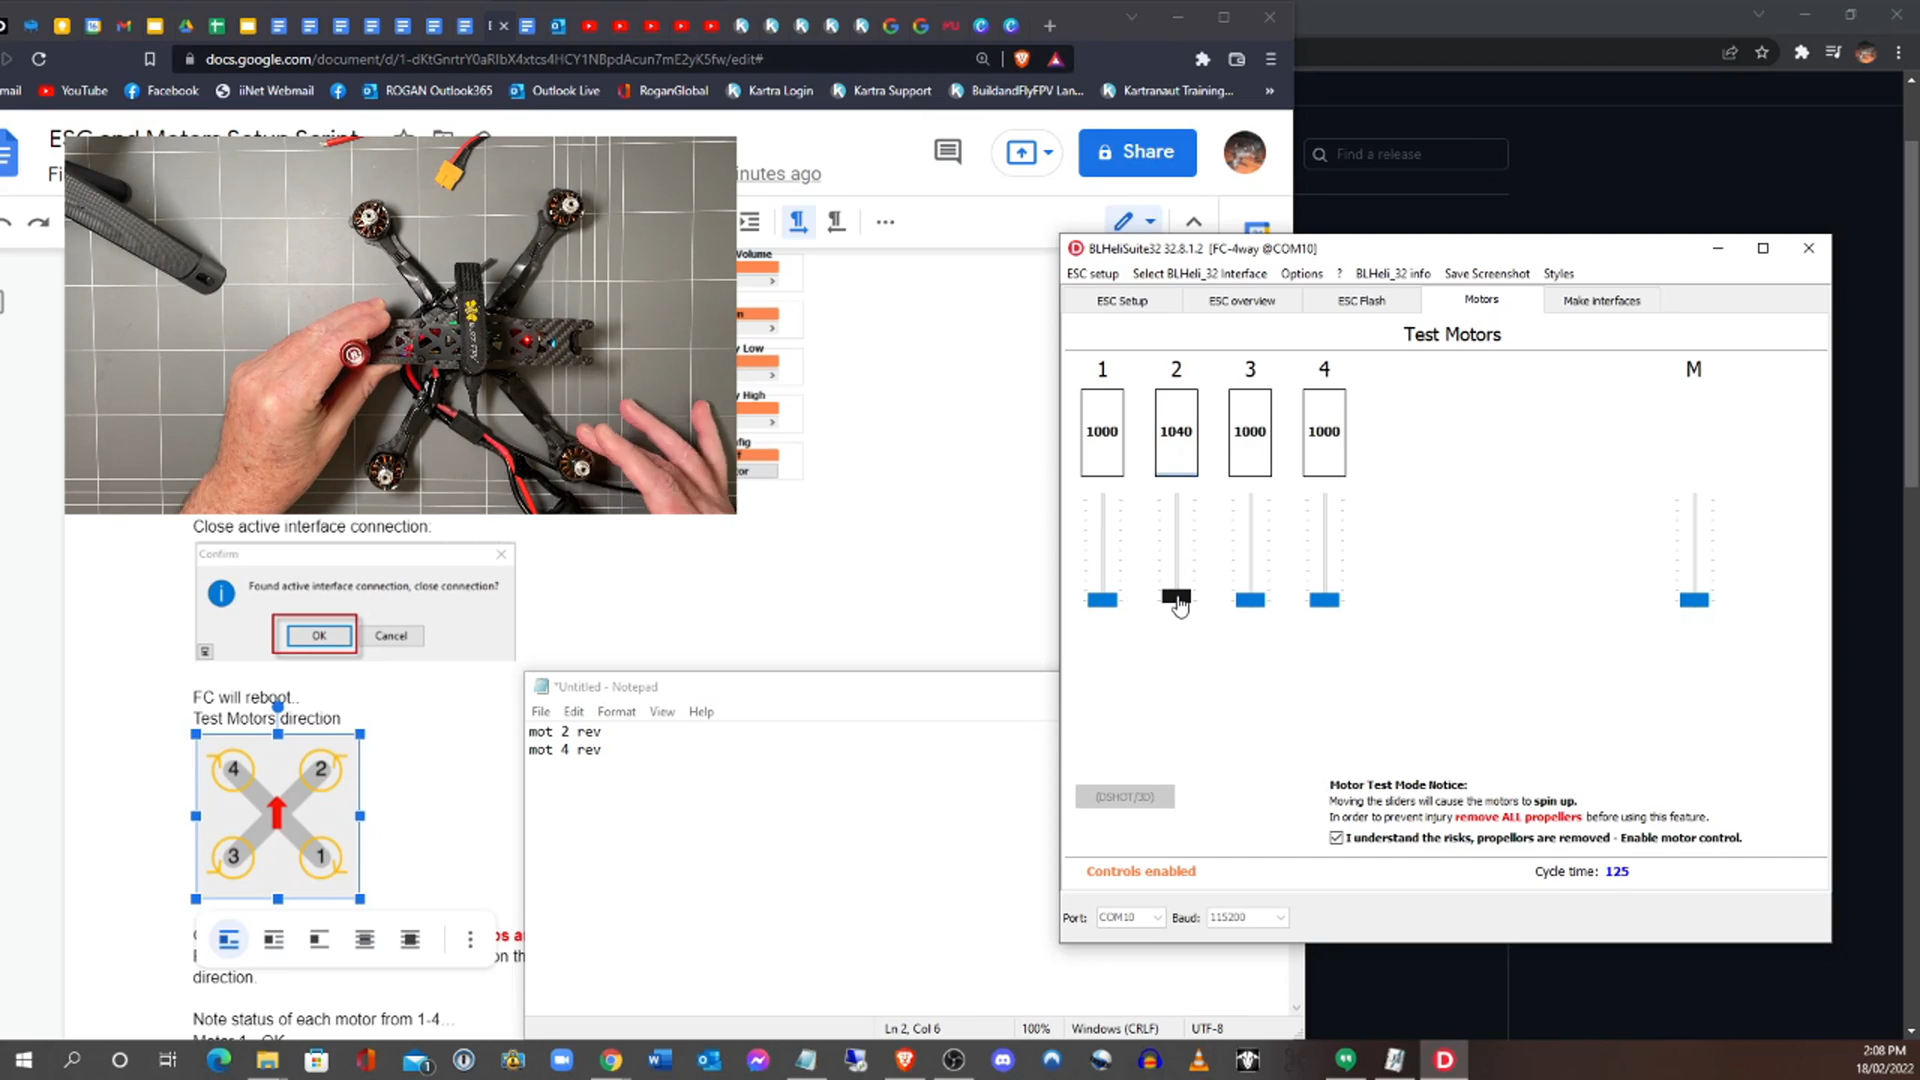 docs.google.com/document/d/1-dKtGnrtrY0aRIbX4xtcs4HCY1NBpdAcun7mE2yK5fw/edit#
mail YouTube Facebook iiNet Webmail ROGAN Outlook365 Outlook Live RoganGlobal Kartra Login Kartra Support BuildandFlyFPV Lan... Kartranaut Training... »
ESC and Motors Setup Script
Share
Find a release
nutes ago
Volume
y Low
y High
Close active interface connection:
Confirm
Found active interface connection, close connection?
OK Cancel
FC will reboot..
Test Motors direction
4 2
3 1
direction.
Note status of each motor from 1-4...
*Untitled - Notepad
File Edit Format View Help
mot 2 rev
mot 4 rev
Ln 2, Col 6 100% Windows (CRLF) UTF-8
BLHeliSuite32 32.8.1.2 [FC-4way @COM10]
ESC setup Select BLHeli_32 Interface Options ? BLHeli_32 info Save Screenshot Styles
ESC Setup ESC overview ESC Flash Motors Make interfaces
Test Motors
1 2 3 4 M
1000 1040 1000 1000
(DSHOT/3D)
Motor Test Mode Notice:
Moving the sliders will cause the motors to spin up.
In order to prevent injury remove ALL propellers before using this feature.
I understand the risks, propellors are removed - Enable motor control.
Controls enabled Cycle time: 125
Port: COM10 Baud: 115200
2:08 PM
18/02/2022